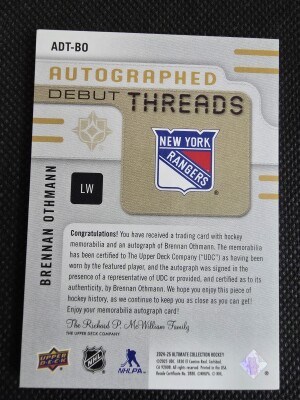 ADT-BO
AUTOGRAPHED
DEBUT THREADS
NEW YORK
RANGERS
LW
BRENNAN OTHMANN
Congratulations! You have received a trading card with hockey
memorabilia and an autograph of Brennan Othmann. The memorabilia
has been certified to The Upper Deck Company ("UDC") as having been
worn by the featured player, and the autograph was signed in the
presence of a representative of UDC or provided, and certified as to its
authenticity, by Brennan Othmann. We hope you enjoy this piece of
hockey history, as we continue to keep you as close as you can get!
Enjoy your memorabilia autograph card!
The Richard P. McWilliam Family
THE UPPER DECK COMPANY
UPPER DECK
NHL
NHLPA
2024-25 ULTIMATE COLLECTION HOCKEY